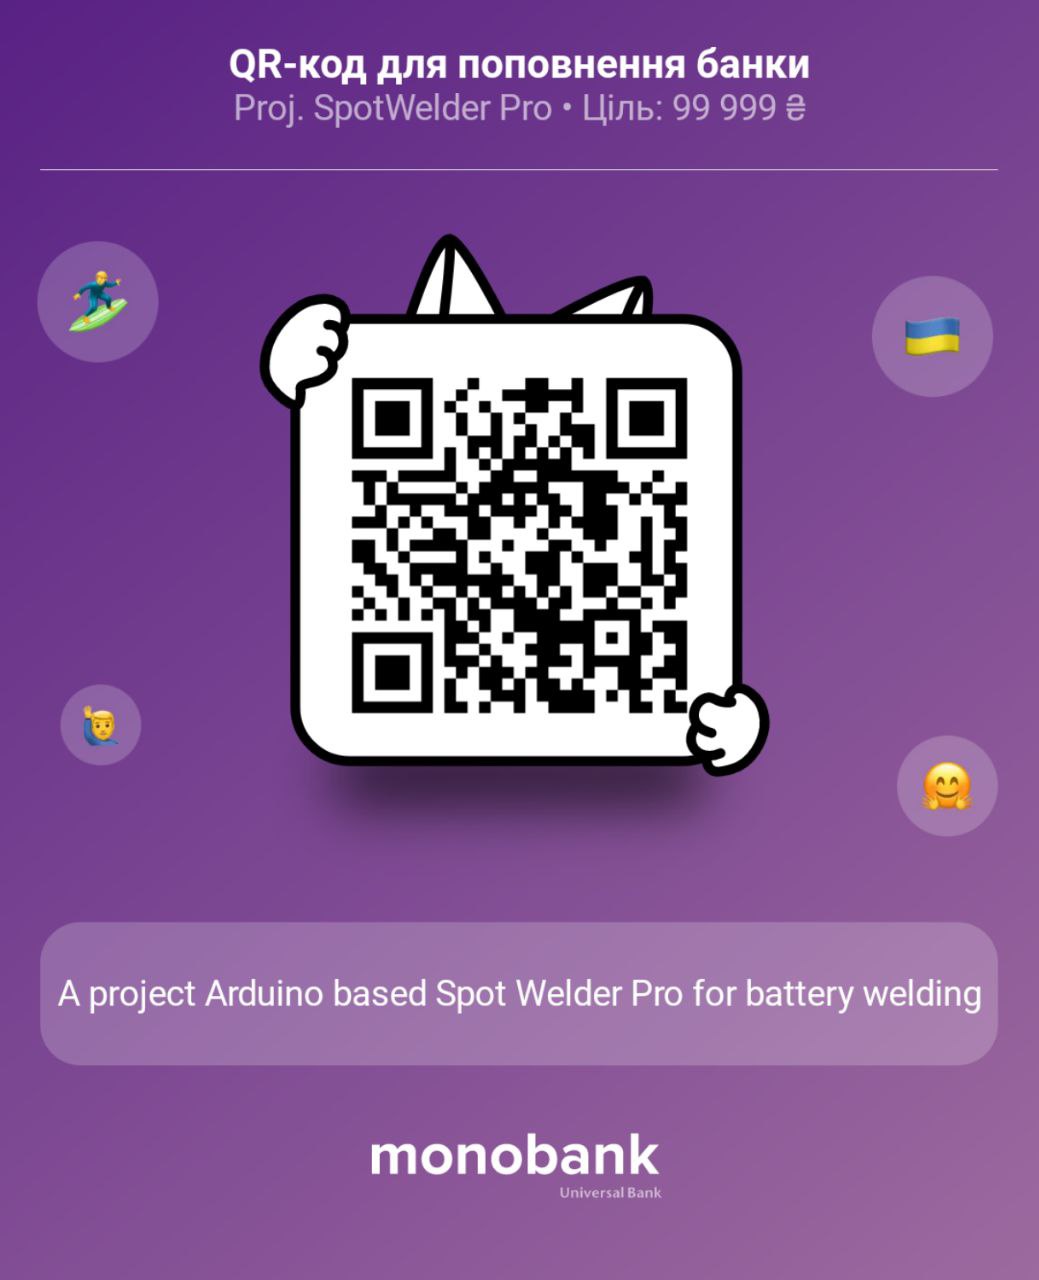 QR-код для поповнення банки
Proj. SpotWelder Pro • Ціль: 99 999 ₴
A project Arduino based Spot Welder Pro for battery welding
monobank
Universal Bank